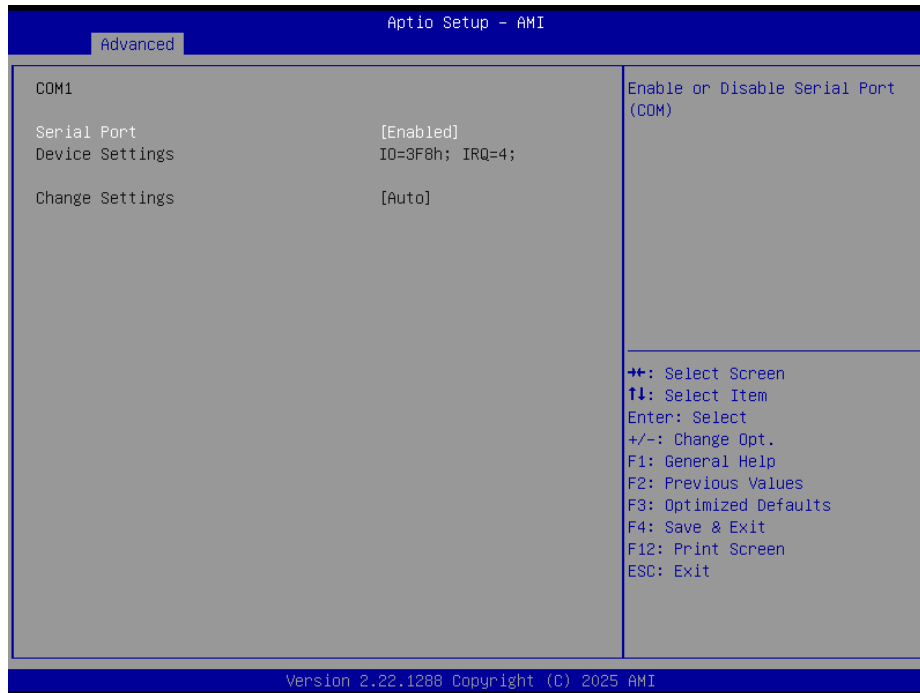 Aptio Setup – AMI
Advanced
COM1
Serial Port [Enabled]
Device Settings IO=3F8h; IRQ=4;
Change Settings [Auto]
Enable or Disable Serial Port
(COM)
→←: Select Screen
↑↓: Select Item
Enter: Select
+/-: Change Opt.
F1: General Help
F2: Previous Values
F3: Optimized Defaults
F4: Save & Exit
F12: Print Screen
ESC: Exit
Version 2.22.1288 Copyright (C) 2025 AMI